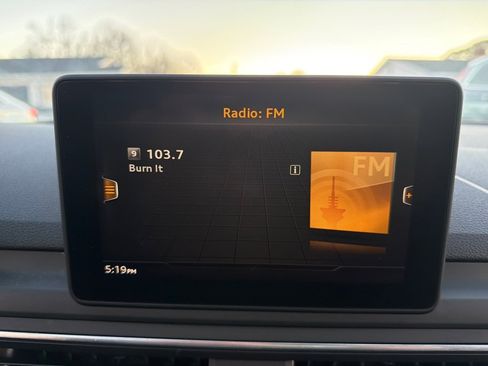 Radio: FM
9 103.7
Burn It
i
FM
5:19PM